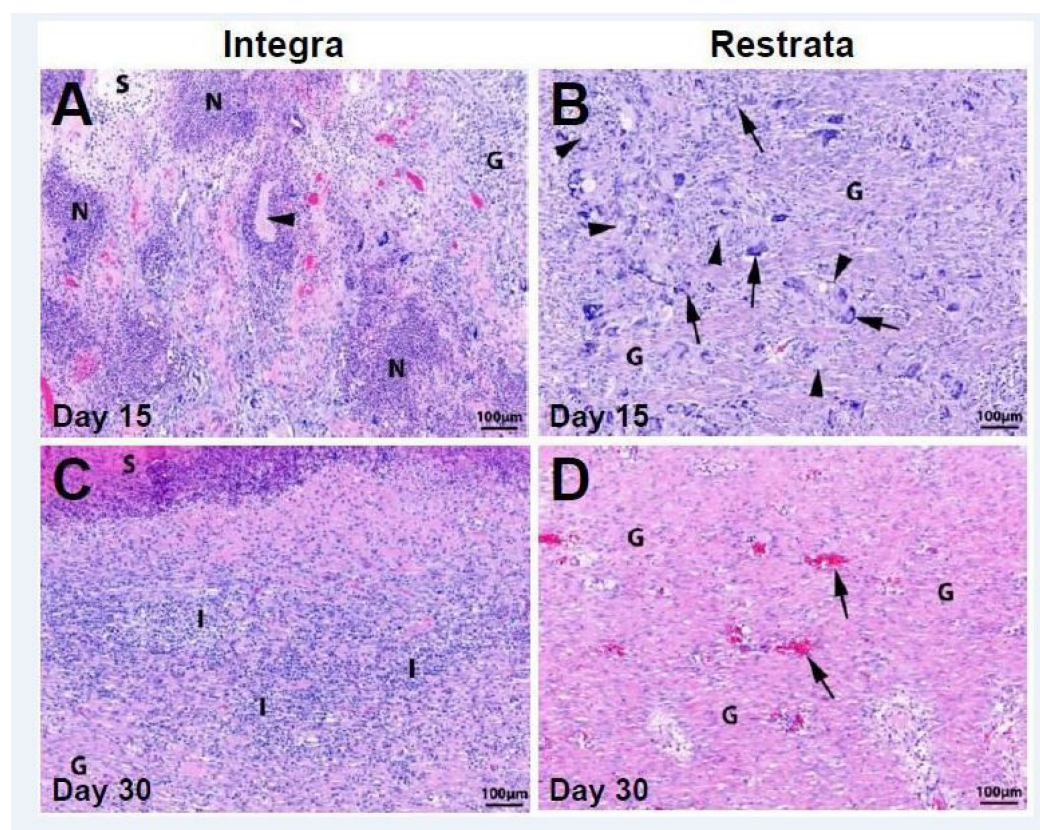 Integra Restrata
A S N G N N Day 15 100µm
B G G Day 15 100µm
C S I I I G Day 30 100µm
D G G G Day 30 100µm